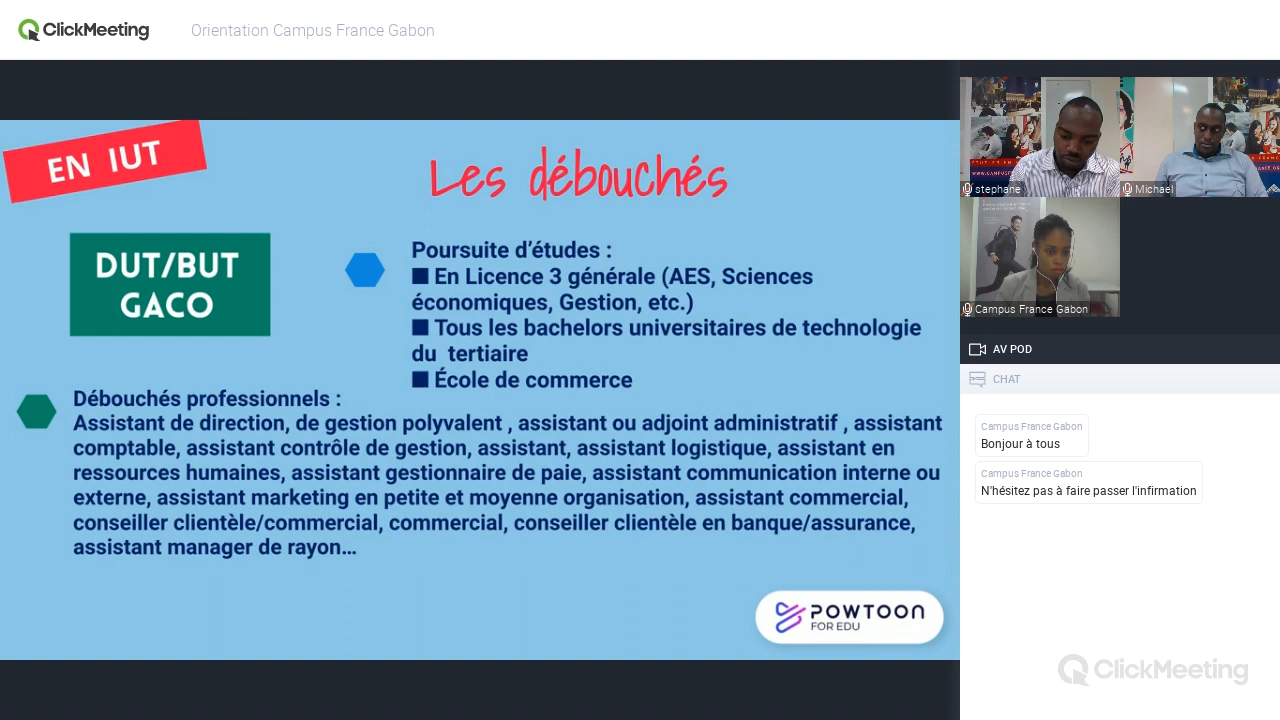 ClickMeeting
Orientation Campus France Gabon
EN IUT
Les débouchés
DUT/BUT
GACO
Poursuite d'études :
■ En Licence 3 générale (AES, Sciences
économiques, Gestion, etc.)
■ Tous les bachelors universitaires de technologie
du tertiaire
■ École de commerce
Débouchés professionnels :
Assistant de direction, de gestion polyvalent , assistant ou adjoint administratif , assistant
comptable, assistant contrôle de gestion, assistant, assistant logistique, assistant en
ressources humaines, assistant gestionnaire de paie, assistant communication interne ou
externe, assistant marketing en petite et moyenne organisation, assistant commercial,
conseiller clientèle/commercial, commercial, conseiller clientèle en banque/assurance,
assistant manager de rayon…
POWTOON
FOR EDU
stephane
Michael
Campus France Gabon
AV POD
CHAT
Campus France Gabon
Bonjour à tous
Campus France Gabon
N'hésitez pas à faire passer l'infirmation
ClickMeeting